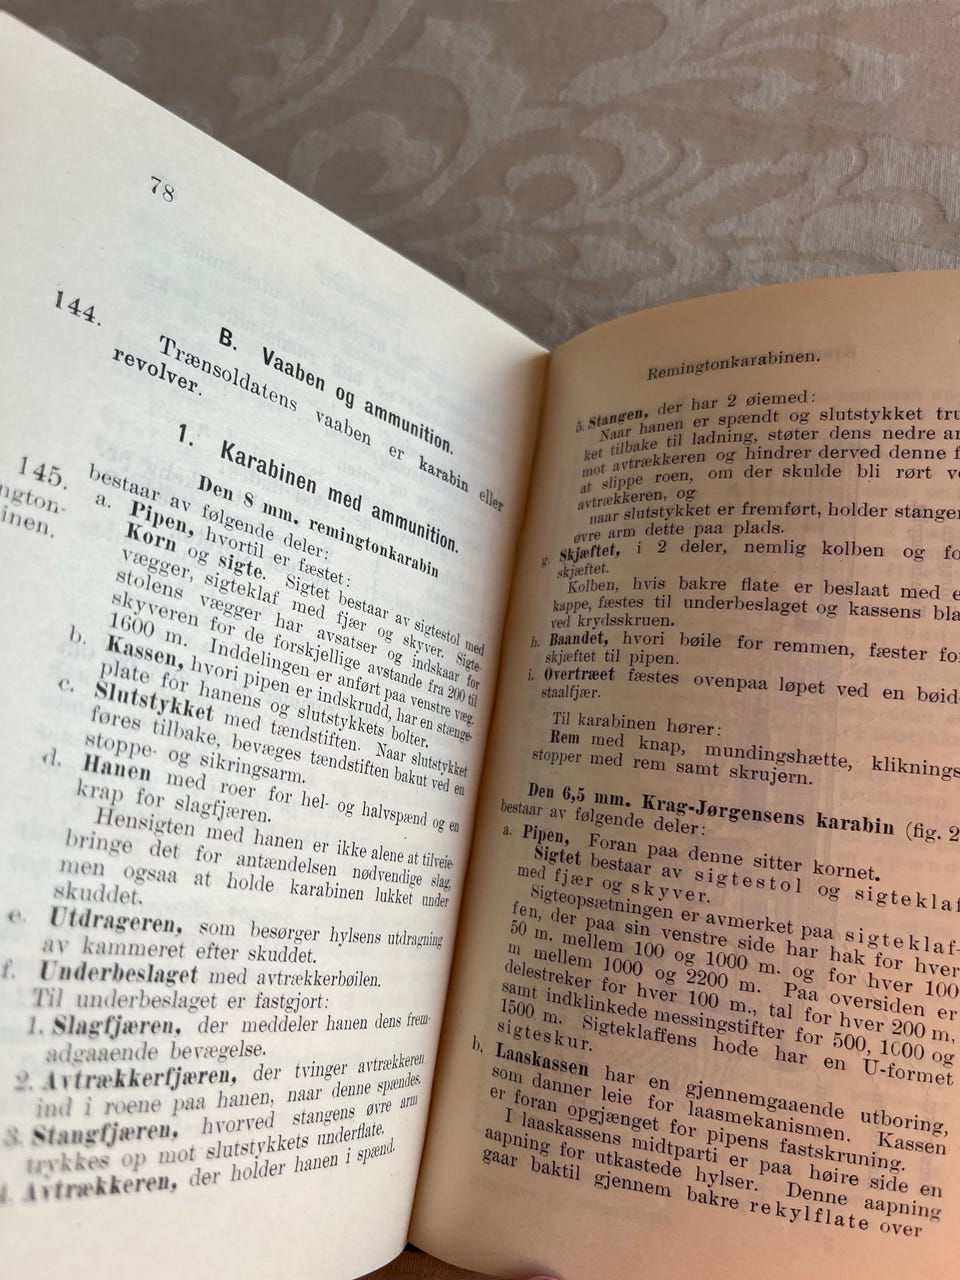 78
B. Vaaben og ammunition.
144.
Trænsoldatens vaaben er karabin eller
revolver.
1. Karabinen med ammunition.
145.
ngton-
inen.
Den 8 mm. remingtonkarabin
bestaar av følgende deler:
a. Pipen, hvortil er fæstet:
Korn og sigte. Sigtet bestaar av sigtestol med
vægger, sigteklaf med fjær og skyver. Sigte-
stolens vægger har avsatser og indskaar for
skyveren for de forskjellige avstande fra 200 til
1600 m. Inddelingen er anført paa venstre væg.
b. Kassen, hvori pipen er indskrudd, har en stænge-
plate for hanens og slutstykkets bolter.
c. Slutstykket med tændstiften. Naar slutstykket
føres tilbake, bevæges tændstiften bakut ved en
stoppe- og sikringsarm.
d. Hanen med roer for hel- og halvspænd og en
krap for slagfjæren.
Hensigten med hanen er ikke alene at tilveie-
bringe det for antændelsen nødvendige slag,
men ogsaa at holde karabinen lukket under
skuddet.
e. Utdrageren, som besørger hylsens utdragning
av kammeret efter skuddet.
f. Underbeslaget med avtrækkerbøilen.
Til underbeslaget er fastgjort:
1. Slagfjæren, der meddeler hanen dens frem-
adgaaende bevægelse.
2. Avtrækkerfjæren, der tvinger avtrækkeren
ind i roene paa hanen, naar denne spændes.
3. Stangfjæren, hvorved stangens øvre arm
trykkes op mot slutstykkets underflate.
4. Avtrækkeren, der holder hanen i spænd.
Remingtonkarabinen.
5. Stangen, der har 2 øiemed:
Naar hanen er spændt og slutstykket tru
ket tilbake til ladning, støter dens nedre ar
mot avtrækkeren og hindrer derved denne f
at slippe roen, om der skulde bli rørt v
avtrækkeren, og
naar slutstykket er fremført, holder stangen
øvre arm dette paa plads.
g. Skjæftet, i 2 deler, nemlig kolben og fo
skjæftet.
Kolben, hvis bakre flate er beslaat med e
kappe, fæstes til underbeslaget og kassens bla
ved krydsskruen.
h. Baandet, hvori bøile for remmen, fæster for
skjæftet til pipen.
i. Overtræet fæstes ovenpaa løpet ved en bøid
staalfjær.
Til karabinen hører:
Rem med knap, mundingshætte, kliknings
stopper med rem samt skrujern.
Den 6,5 mm. Krag-Jørgensens karabin (fig. 2
bestaar av følgende deler:
a. Pipen, Foran paa denne sitter kornet.
Sigtet bestaar av sigtestol og sigteklaf
med fjær og skyver.
Sigteopsætningen er avmerket paa sigteklaf-
fen, der paa sin venstre side har hak for hver
50 m. mellem 100 og 1000 m. og for hver 100
m mellem 1000 og 2200 m. Paa oversiden er
delestreker for hver 100 m., tal for hver 200 m,
samt indklinkede messingstifter for 500, 1000 og
1500 m. Sigteklaffens hode har en U-formet
sigteskur.
b. Laaskassen har en gjennemgaaende utboring,
som danner leie for laasmekanismen. Kassen
er foran opgjænget for pipens fastskruning.
I laaskassens midtparti er paa høire side en
aapning for utkastede hylser. Denne aapning
gaar baktil gjennem bakre rekylflate over